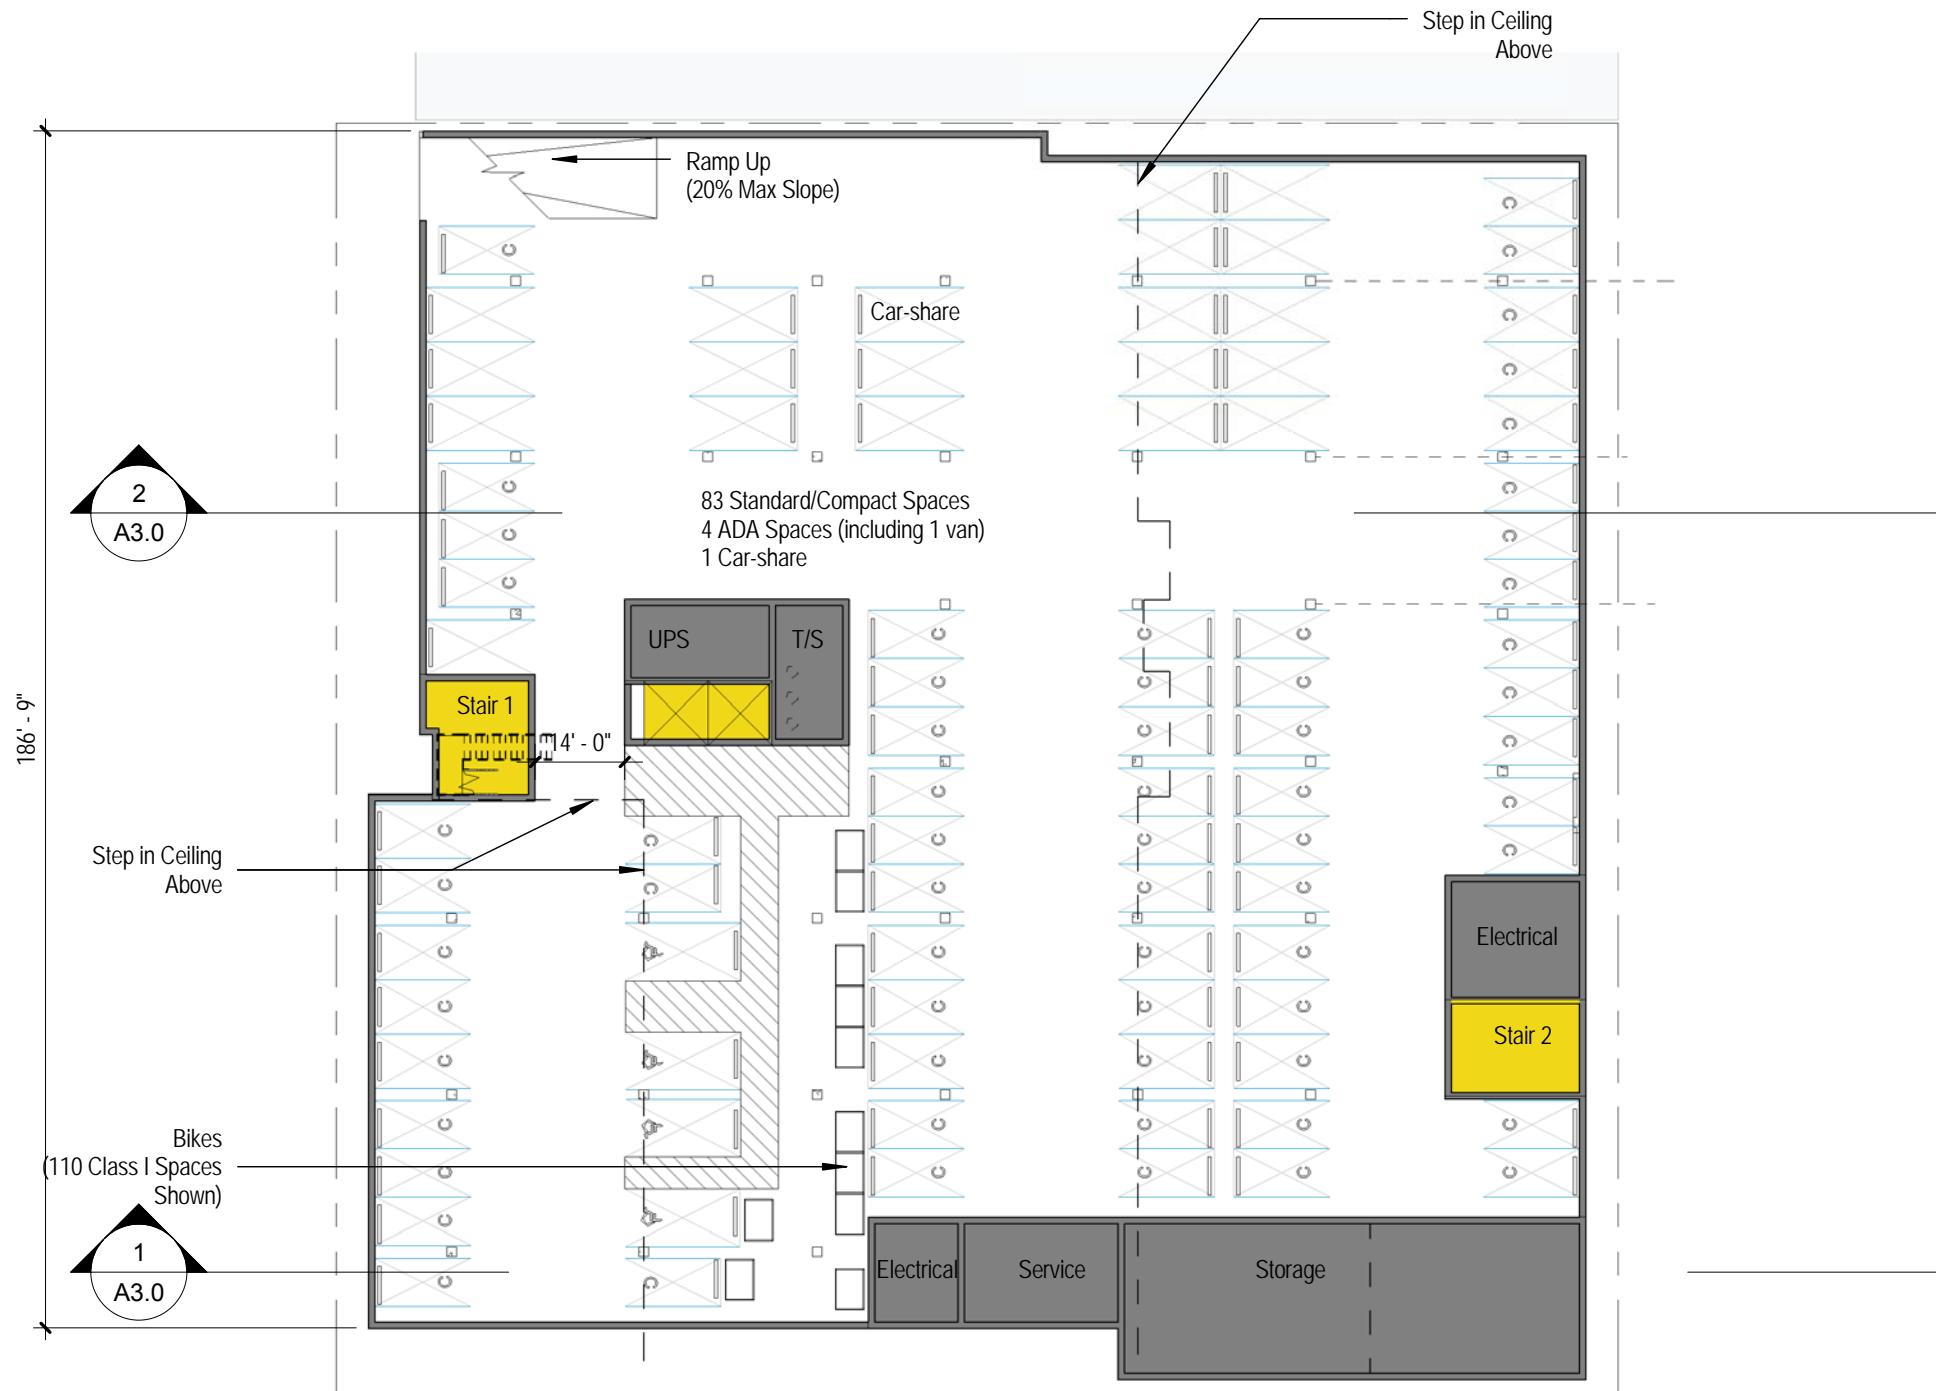 Step in Ceiling
Above
Ramp Up
(20% Max Slope)
C
C
C
C
Car-share
C
C
C
2
A3.0
83 Standard/Compact Spaces
4 ADA Spaces (including 1 van)
1 Car-share
C
C
C
C
C
C
UPS
T/S
C
C
C
C
Stair 1
C
C
C
C
186' - 9"
14' - 0"
C
C
C
C
C
C
C
C
Step in Ceiling
Above
C
C
C
C
C
C
C
C
C
C
C
C
Electrical
C
C
C
C
C
C
C
C
Stair 2
C
C
C
C
Bikes
(110 Class I Spaces
Shown)
C
C
C
C
C
C
C
C
C
C
C
1
A3.0
C
C
Electrical
Service
Storage